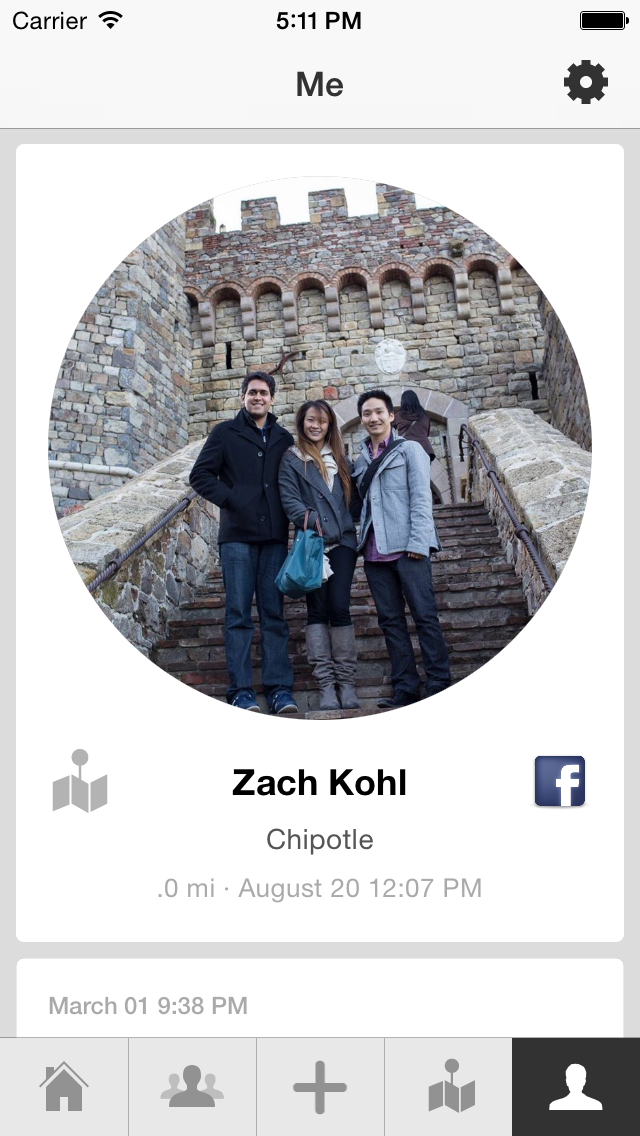 Carrier 5:11 PM
Me
Zach Kohl
f
Chipotle
.0 mi · August 20 12:07 PM
March 01 9:38 PM